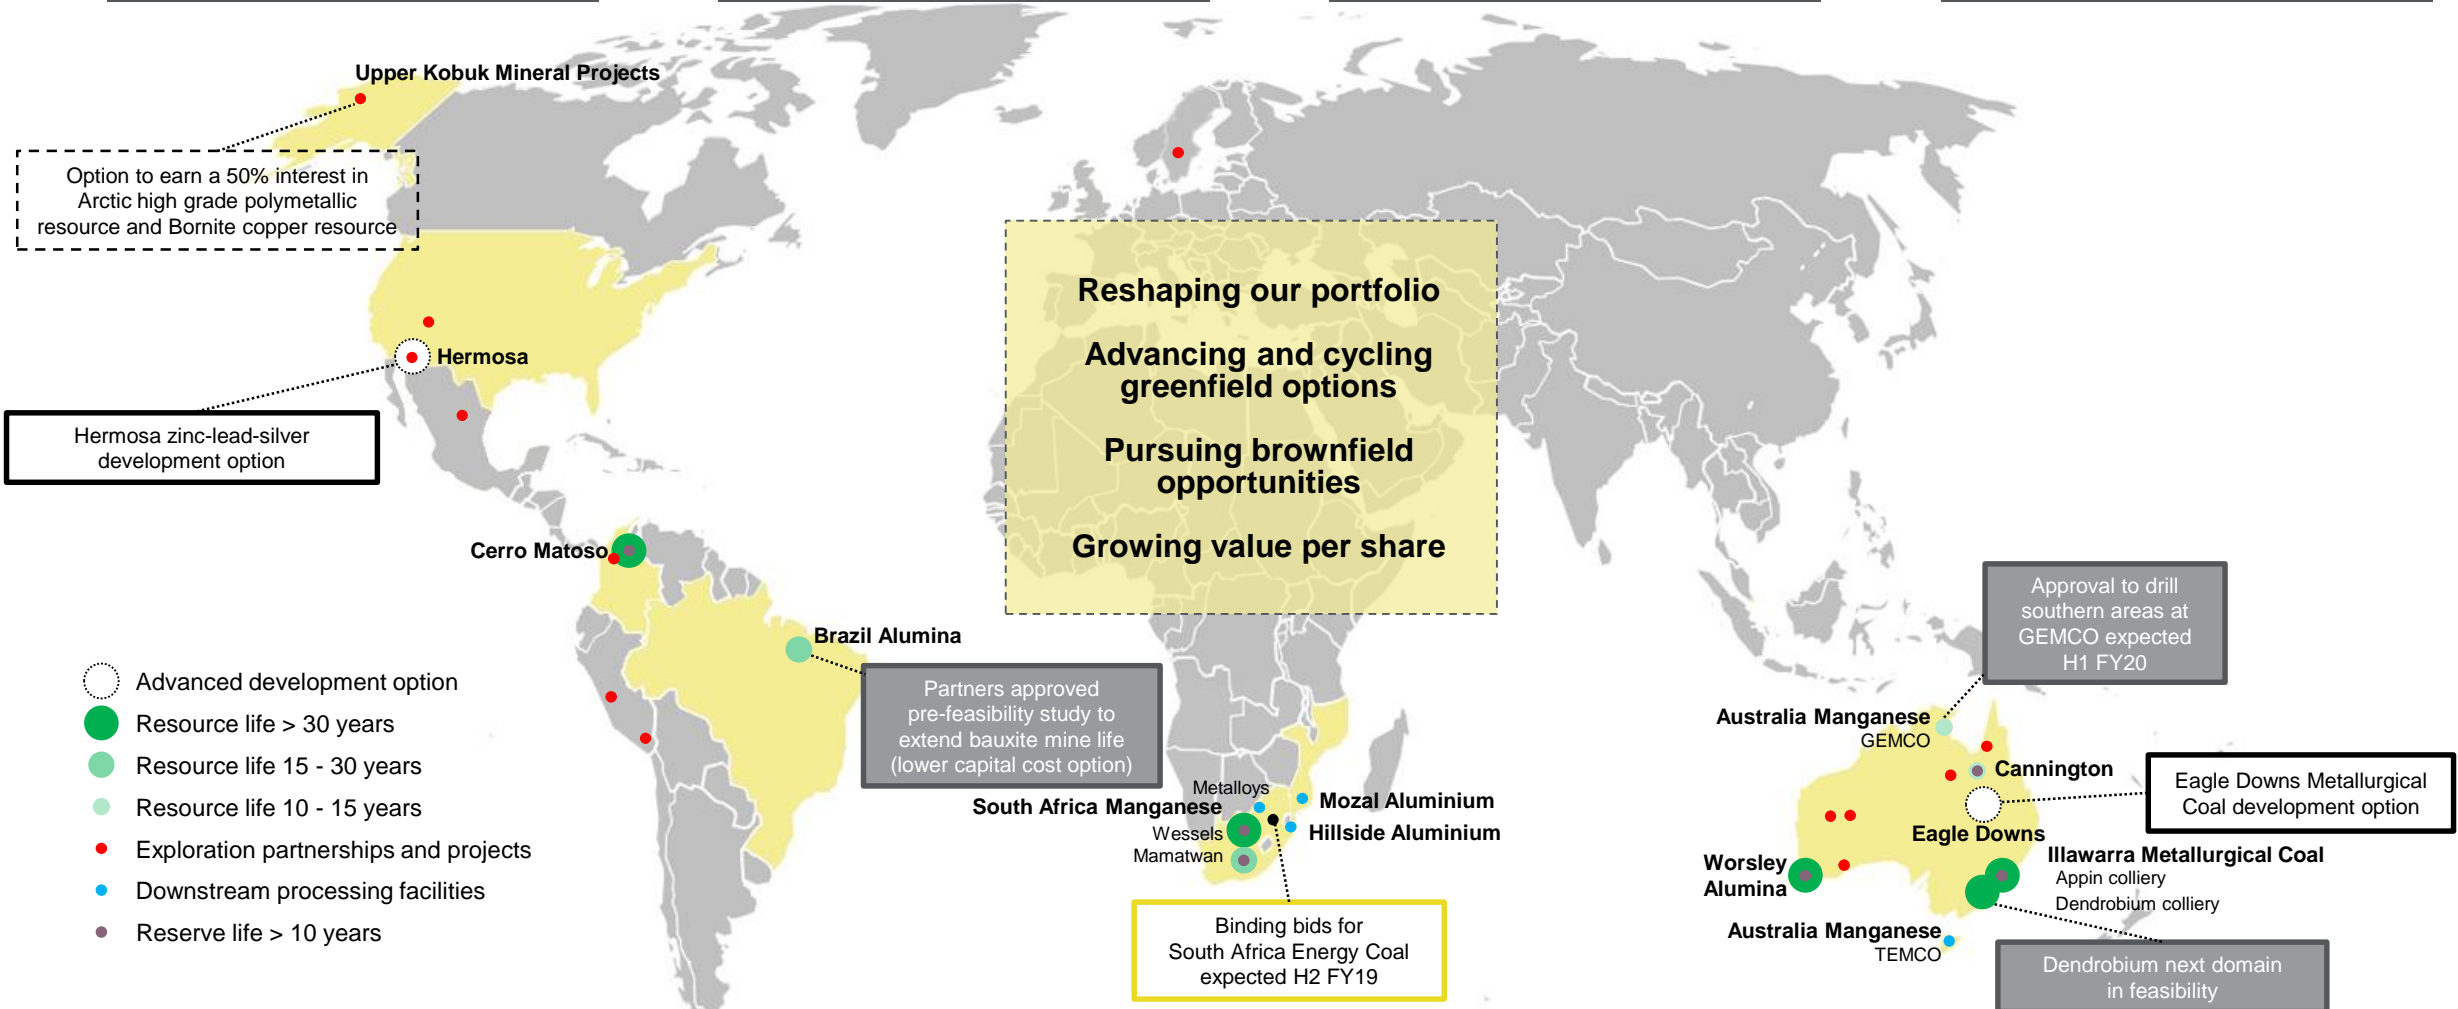 Upper Kobuk Mineral Projects
Option to earn a 50% interest in
Arctic high grade polymetallic
resource and Bornite copper resource
Hermosa
Hermosa zinc-lead-silver
development option
Reshaping our portfolio
Advancing and cycling
greenfield options
Pursuing brownfield
opportunities
Growing value per share
Cerro Matoso
Brazil Alumina
Partners approved
pre-feasibility study to
extend bauxite mine life
(lower capital cost option)
Advanced development option
Resource life > 30 years
Resource life 15 - 30 years
Resource life 10 - 15 years
Exploration partnerships and projects
Downstream processing facilities
Reserve life > 10 years
Metalloys
South Africa Manganese
Wessels
Mamatwan
Mozal Aluminium
Hillside Aluminium
Binding bids for
South Africa Energy Coal
expected H2 FY19
Approval to drill
southern areas at
GEMCO expected
H1 FY20
Australia Manganese
GEMCO
Cannington
Eagle Downs Metallurgical
Coal development option
Eagle Downs
Worsley
Alumina
Illawarra Metallurgical Coal
Appin colliery
Dendrobium colliery
Australia Manganese
TEMCO
Dendrobium next domain
in feasibility